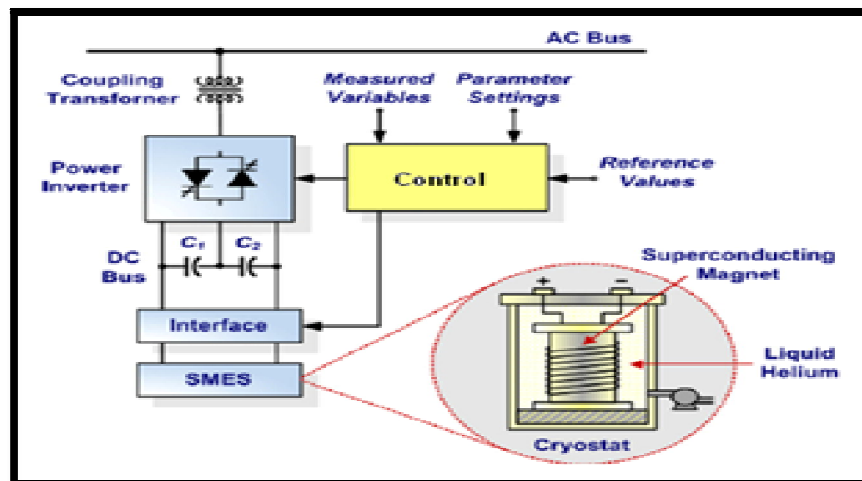 AC Bus
Coupling
Transforner
Measured
Variables
Parameter
Settings
Power
Inverter
Control
Reference
Values
C1
C2
DC
Bus
Superconducting
Magnet
+
−
Interface
Liquid
Helium
SMES
Cryostat